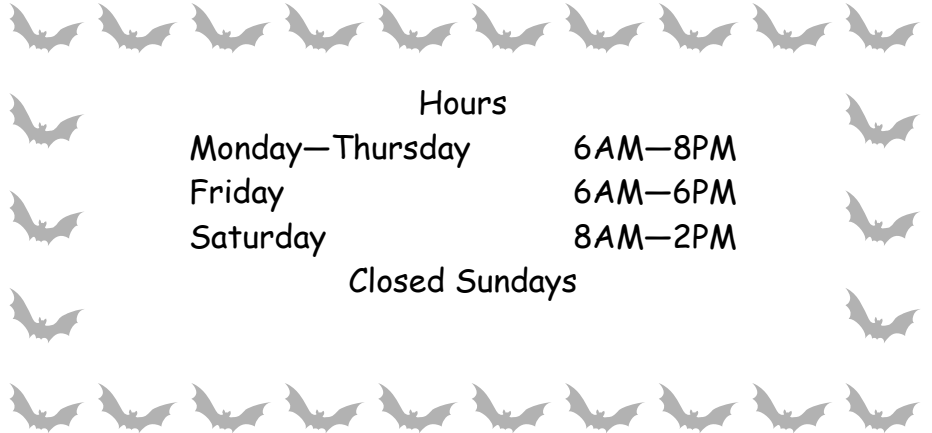 Hours
Monday—Thursday 6AM—8PM
Friday 6AM—6PM
Saturday 8AM—2PM
Closed Sundays